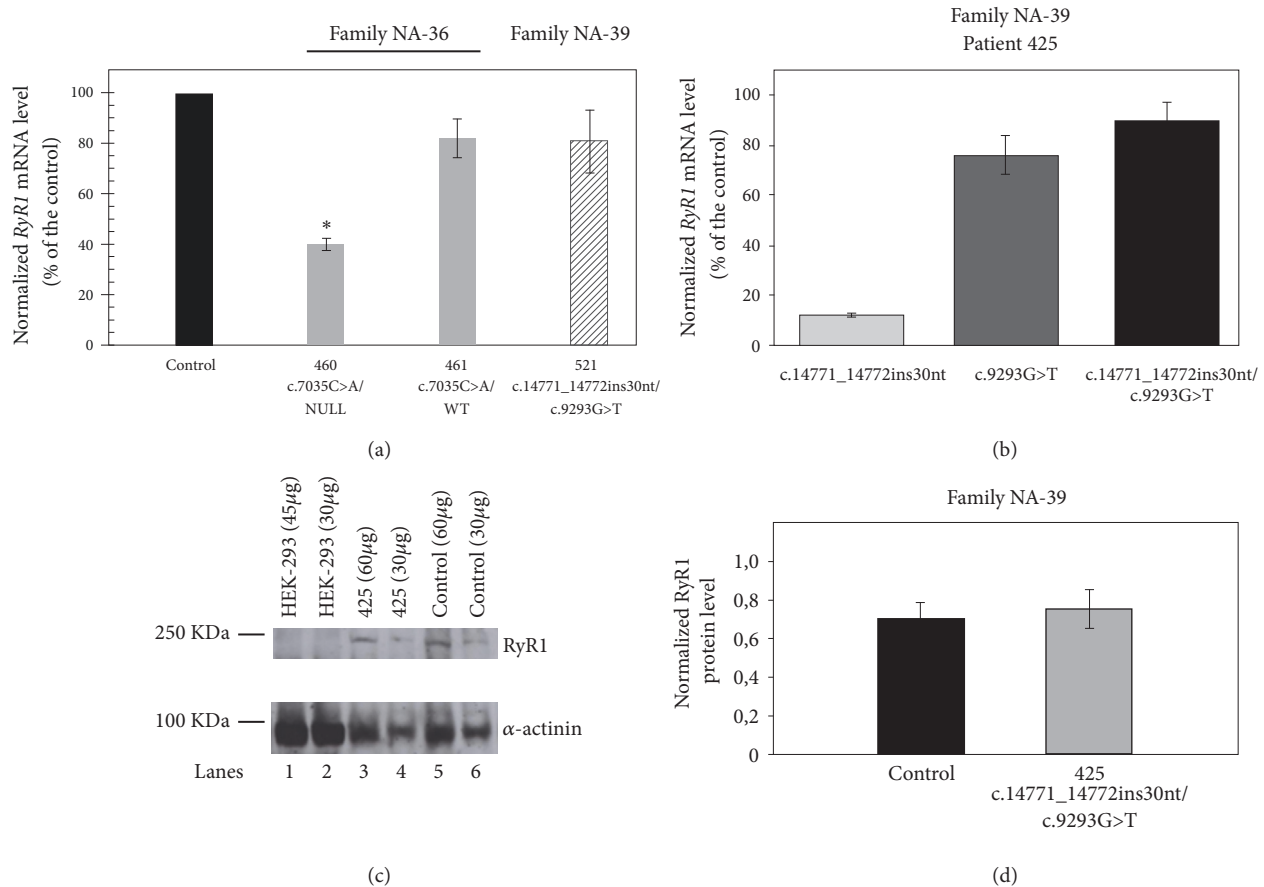 Family NA-36
Family NA-39
Normalized RyR1 mRNA level
(% of the control)
100
80
60
40
20
0
*
Control
460
c.7035C>A/
NULL
461
c.7035C>A/
WT
521
c.14771_14772ins30nt/
c.9293G>T
(a)
Family NA-39
Patient 425
Normalized RyR1 mRNA level
(% of the control)
100
80
60
40
20
0
c.14771_14772ins30nt
c.9293G>T
c.14771_14772ins30nt/
c.9293G>T
(b)
HEK-293 (45μg)
HEK-293 (30μg)
425 (60μg)
425 (30μg)
Control (60μg)
Control (30μg)
250 KDa
RyR1
100 KDa
α-actinin
Lanes 1 2 3 4 5 6
(c)
Family NA-39
Normalized RyR1
protein level
1,0
0,8
0,6
0,4
0,2
0
Control
425
c.14771_14772ins30nt/
c.9293G>T
(d)